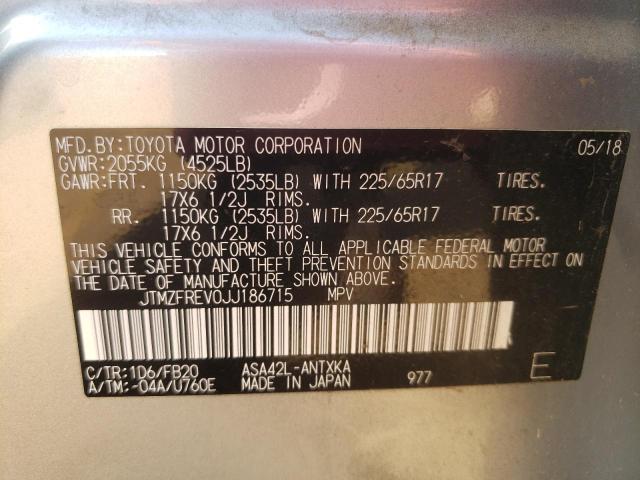 MFD.BY:TOYOTA MOTOR CORPORATION 05/18
GVWR:2055KG (4525LB)
GAWR:FRT. 1150KG (2535LB) WITH 225/65R17 TIRES.
17X6 1/2J RIMS.
RR. 1150KG (2535LB) WITH 225/65R17 TIRES.
17X6 1/2J RIMS.
THIS VEHICLE CONFORMS TO ALL APPLICABLE FEDERAL MOTOR
VEHICLE SAFETY AND THEFT PREVENTION STANDARDS IN EFFECT ON
THE DATE OF MANUFACTURE SHOWN ABOVE.
JTMZFREV0JJ186715 MPV
C/TR:1D6/FB20 ASA42L-ANTXKA
A/TM:-04A/U760E MADE IN JAPAN 977 E